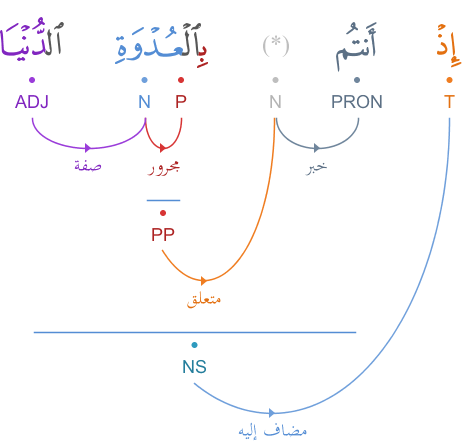 إِذْ أَنتُم (*) بِٱلْعُدْوَةِ ٱلدُّنْيَا
T PRON N P N ADJ
خبر مجرور صفة
PP
متعلق
NS
مضاف إليه